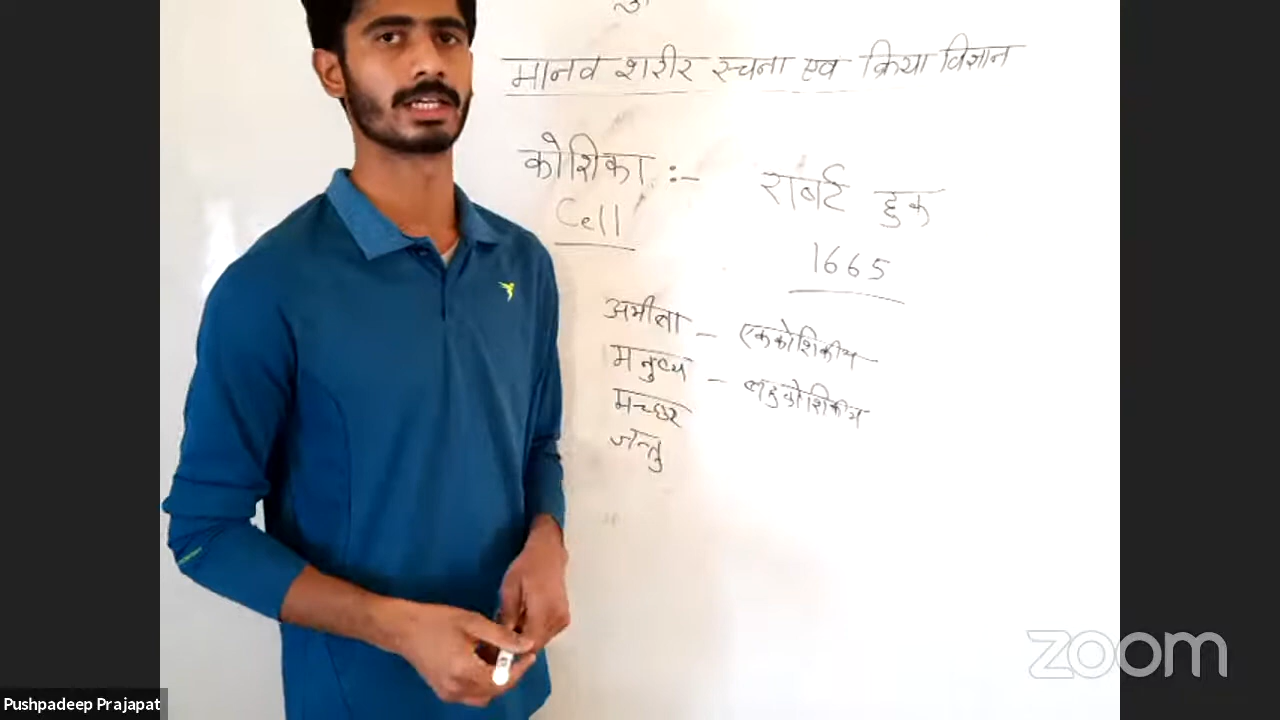 मानव शरीर रचना एवं क्रिया विज्ञान
कोशिका :-
Cell
राबर्ट हुक
1665
अमीबा – एककोशिकीय
मनुष्य – बहुकोशिकीय
मच्छर
जन्तु
zoom
Pushpadeep Prajapat